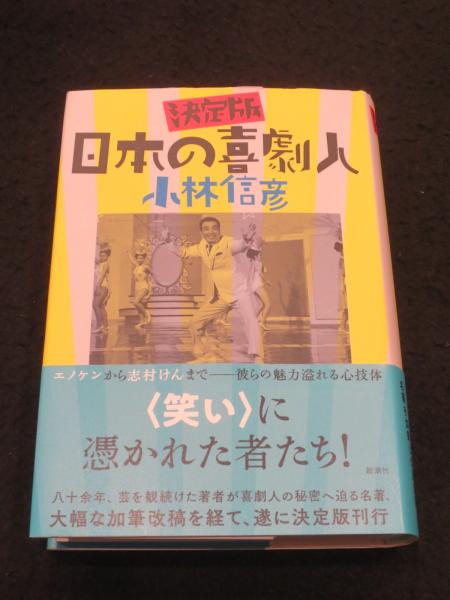 決定版
日本の喜劇人
小林信彦
エノケンから志村けんまで──彼らの魅力溢れる心技体
〈笑い〉に
憑かれた者たち!
新潮社
八十余年、芸を観続けた著者が喜劇人の秘密へ迫る名著、
大幅な加筆改稿を経て、遂に決定版刊行